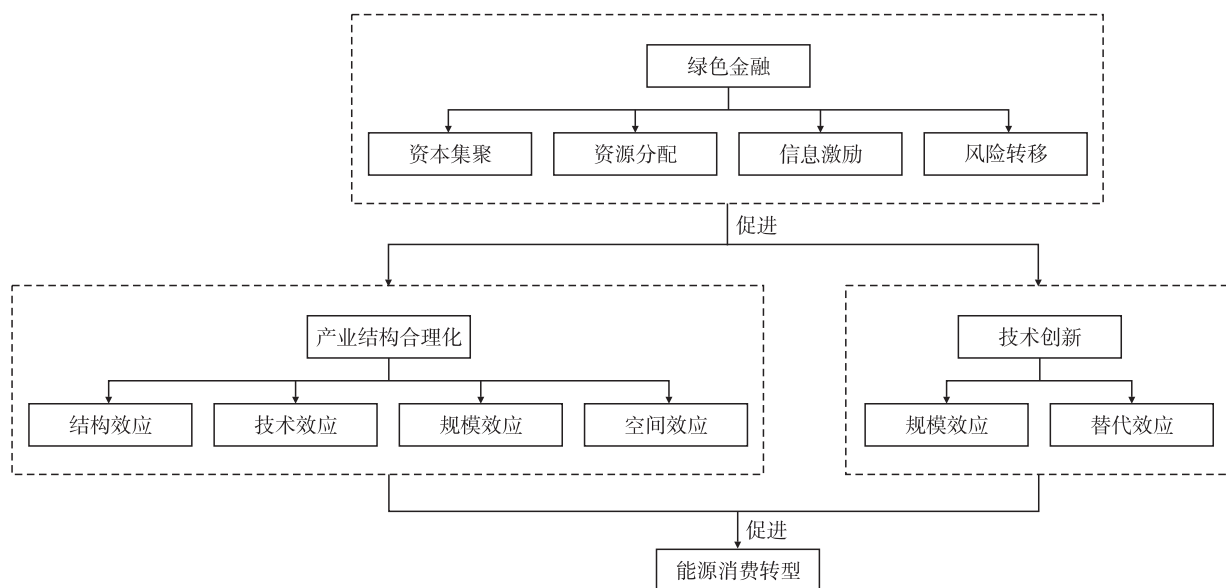 绿色金融
资本集聚
资源分配
信息激励
风险转移
促进
产业结构合理化
技术创新
结构效应
技术效应
规模效应
空间效应
规模效应
替代效应
促进
能源消费转型